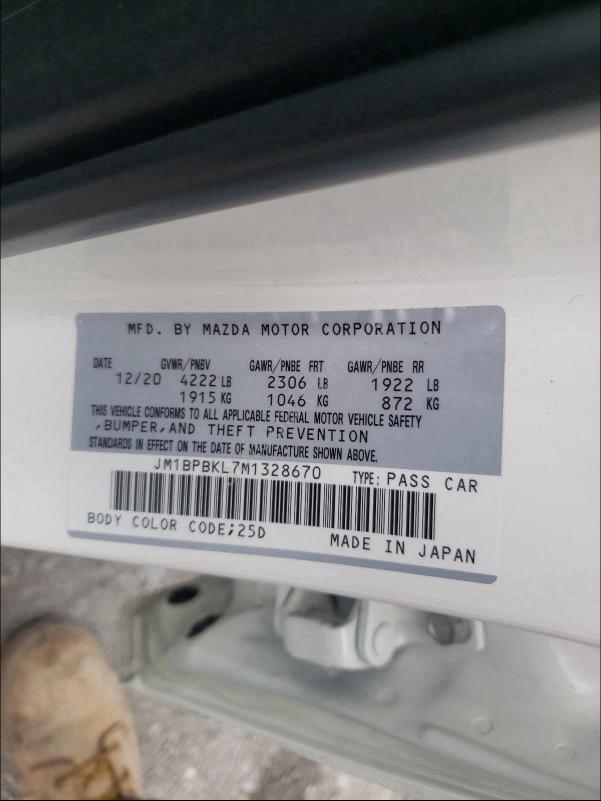 MFD. BY MAZDA MOTOR CORPORATION
DATE GVWR/PNBV GAWR/PNBE FRT GAWR/PNBE RR
12/20 4222 LB 2306 LB 1922 LB
1915 KG 1046 KG 872 KG
THIS VEHICLE CONFORMS TO ALL APPLICABLE FEDERAL MOTOR VEHICLE SAFETY
,BUMPER,AND THEFT PREVENTION
STANDARDS IN EFFECT ON THE DATE OF MANUFACTURE SHOWN ABOVE.
JM1BPBKL7M1328670 TYPE: PASS CAR
BODY COLOR CODE;25D
MADE IN JAPAN